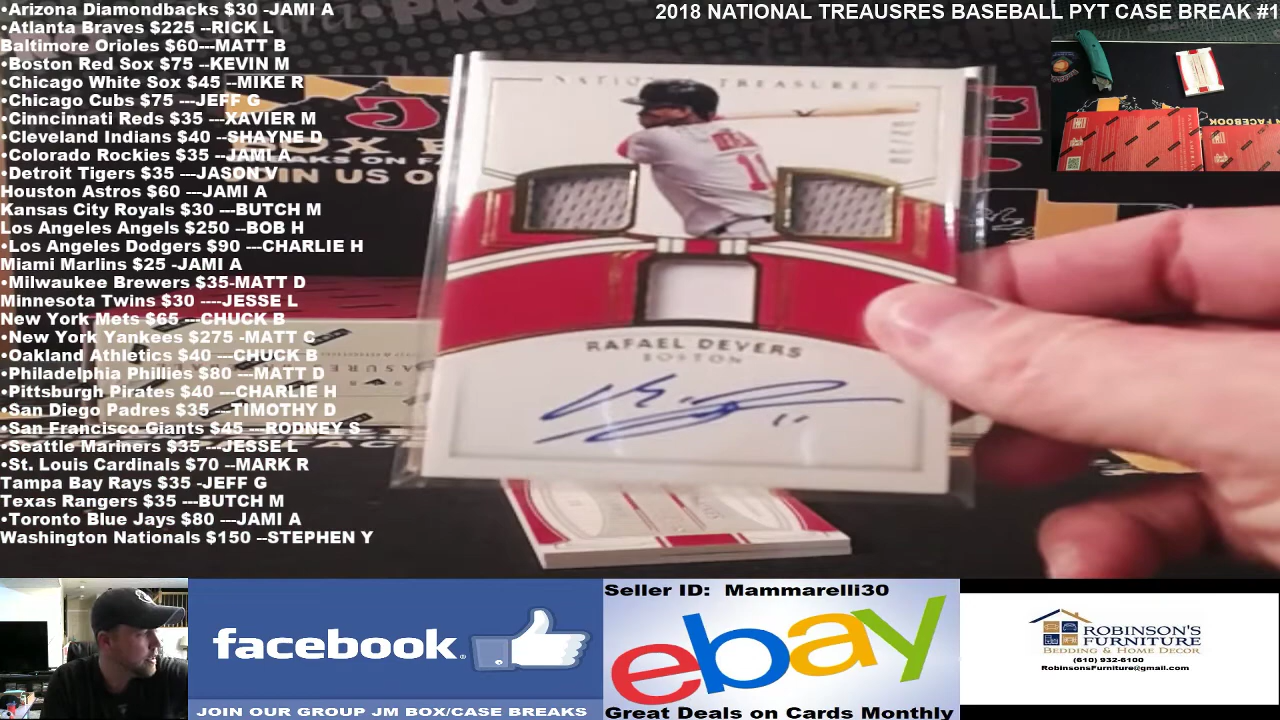 •Arizona Diamondbacks $30 -JAMI A
•Atlanta Braves $225 --RICK L
Baltimore Orioles $60---MATT B
•Boston Red Sox $75 --KEVIN M
•Chicago White Sox $45 --MIKE R
•Chicago Cubs $75 ---JEFF G
•Cinncinnati Reds $35 ---XAVIER M
•Cleveland Indians $40 --SHAYNE D
•Colorado Rockies $35 --JAMI A
•Detroit Tigers $35 ---JASON V
Houston Astros $60 ---JAMI A
Kansas City Royals $30 ---BUTCH M
Los Angeles Angels $250 --BOB H
•Los Angeles Dodgers $90 ---CHARLIE H
Miami Marlins $25 -JAMI A
•Milwaukee Brewers $35-MATT D
Minnesota Twins $30 ----JESSE L
New York Mets $65 ---CHUCK B
•New York Yankees $275 -MATT C
•Oakland Athletics $40 ---CHUCK B
•Philadelphia Phillies $80 ---MATT D
•Pittsburgh Pirates $40 ---CHARLIE H
•San Diego Padres $35 ---TIMOTHY D
•San Francisco Giants $45 ---RODNEY S
•Seattle Mariners $35 ---JESSE L
•St. Louis Cardinals $70 --MARK R
Tampa Bay Rays $35 -JEFF G
Texas Rangers $35 ---BUTCH M
•Toronto Blue Jays $80 ---JAMI A
Washington Nationals $150 --STEPHEN Y
2018 NATIONAL TREAUSRES BASEBALL PYT CASE BREAK #1
NATIONAL TREASURES
RAFAEL DEVERS
BOSTON
11
facebook
JOIN OUR GROUP JM BOX/CASE BREAKS
Seller ID: Mammarelli30
ebay
Great Deals on Cards Monthly
ROBINSON'S
FURNITURE
BEDDING & HOME DECOR
(610) 932-6100
RobinsonsFurniture@gmail.com